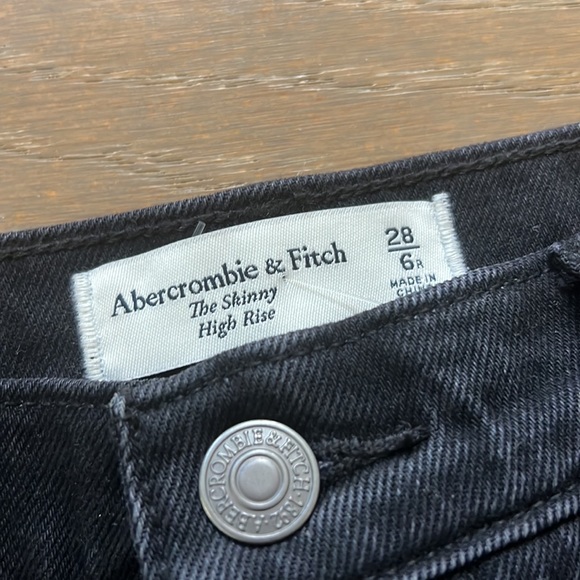 Abercrombie & Fitch
The Skinny
High Rise
28
6R
MADE IN
ABERCROMBIE & FITCH · 1892 ·